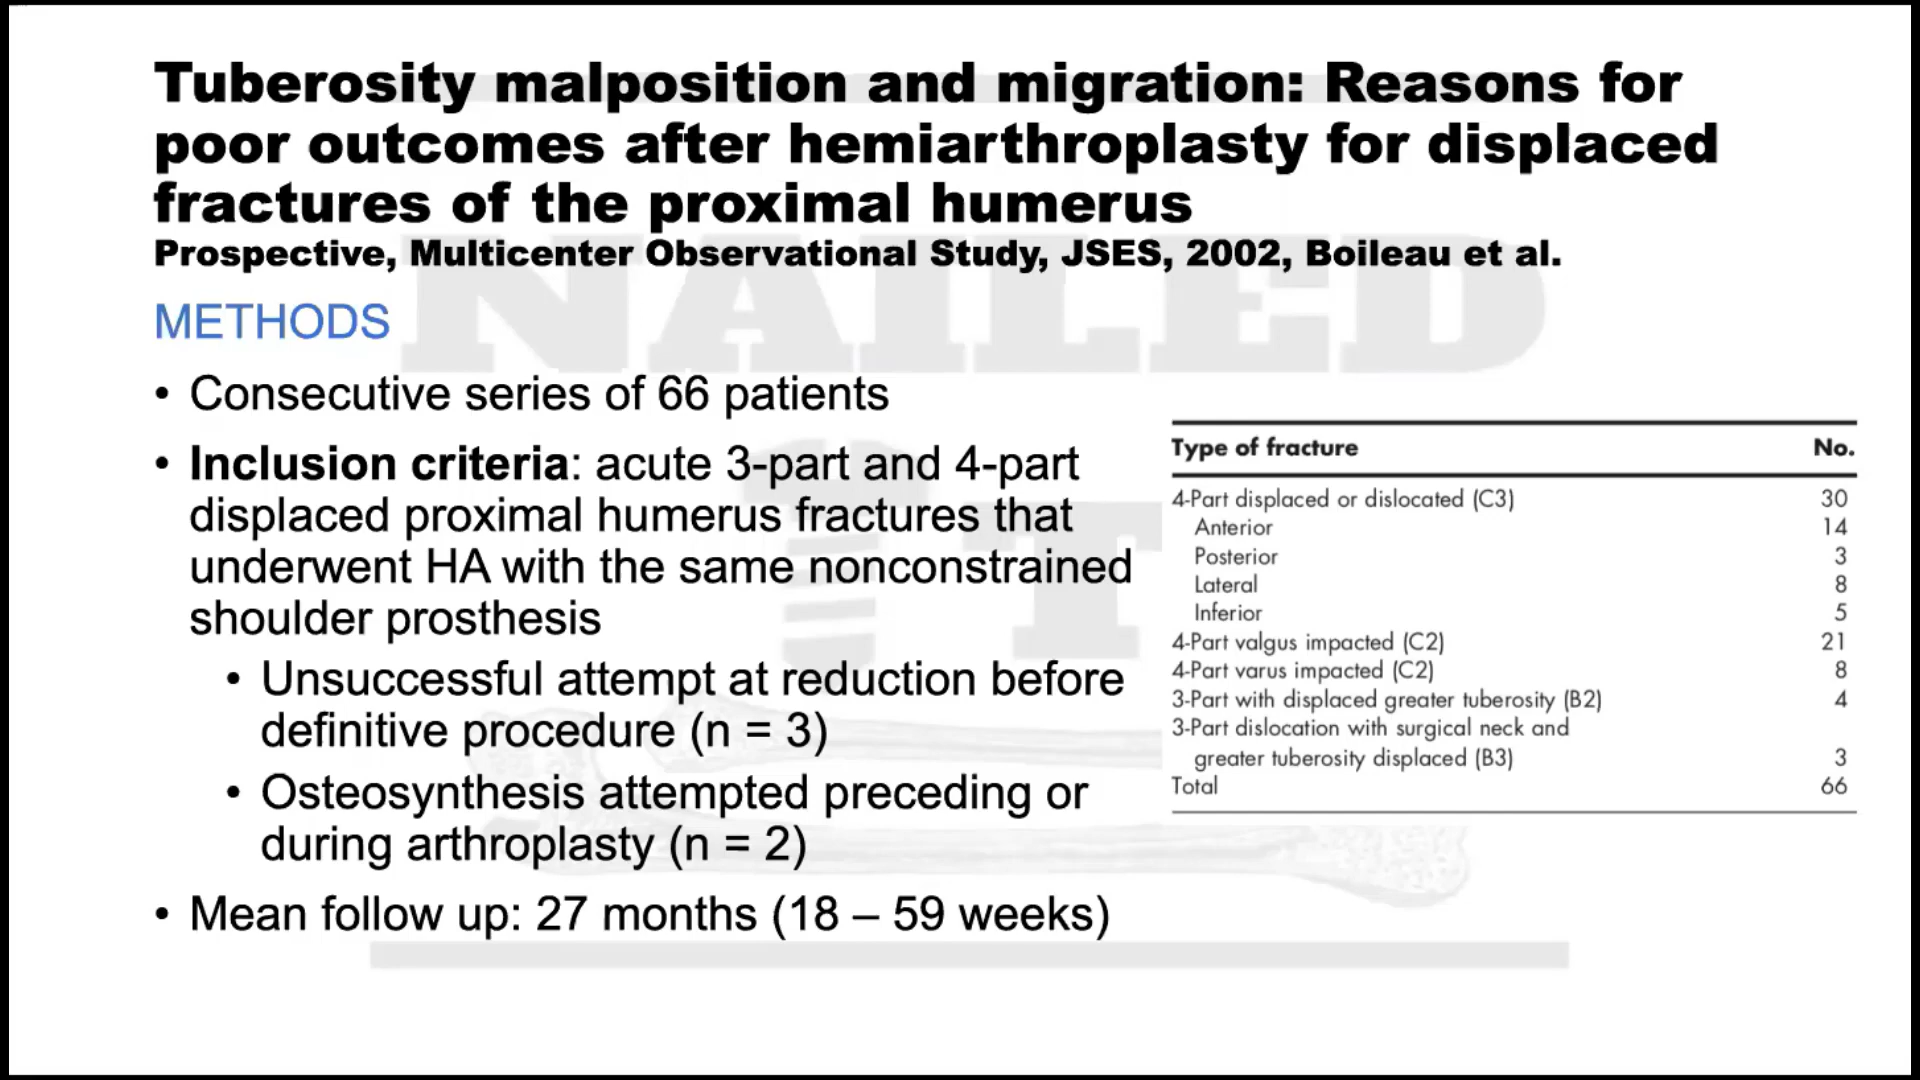 Tuberosity malposition and migration: Reasons for
poor outcomes after hemiarthroplasty for displaced
fractures of the proximal humerus
Prospective, Multicenter Observational Study, JSES, 2002, Boileau et al.
METHODS
• Consecutive series of 66 patients
• Inclusion criteria: acute 3-part and 4-part
displaced proximal humerus fractures that
underwent HA with the same nonconstrained
shoulder prosthesis
• Unsuccessful attempt at reduction before
definitive procedure (n = 3)
• Osteosynthesis attempted preceding or
during arthroplasty (n = 2)
• Mean follow up: 27 months (18 – 59 weeks)
Type of fracture No.
4-Part displaced or dislocated (C3) 30
Anterior 14
Posterior 3
Lateral 8
Inferior 5
4-Part valgus impacted (C2) 21
4-Part varus impacted (C2) 8
3-Part with displaced greater tuberosity (B2) 4
3-Part dislocation with surgical neck and
greater tuberosity displaced (B3) 3
Total 66
NAILED
IT